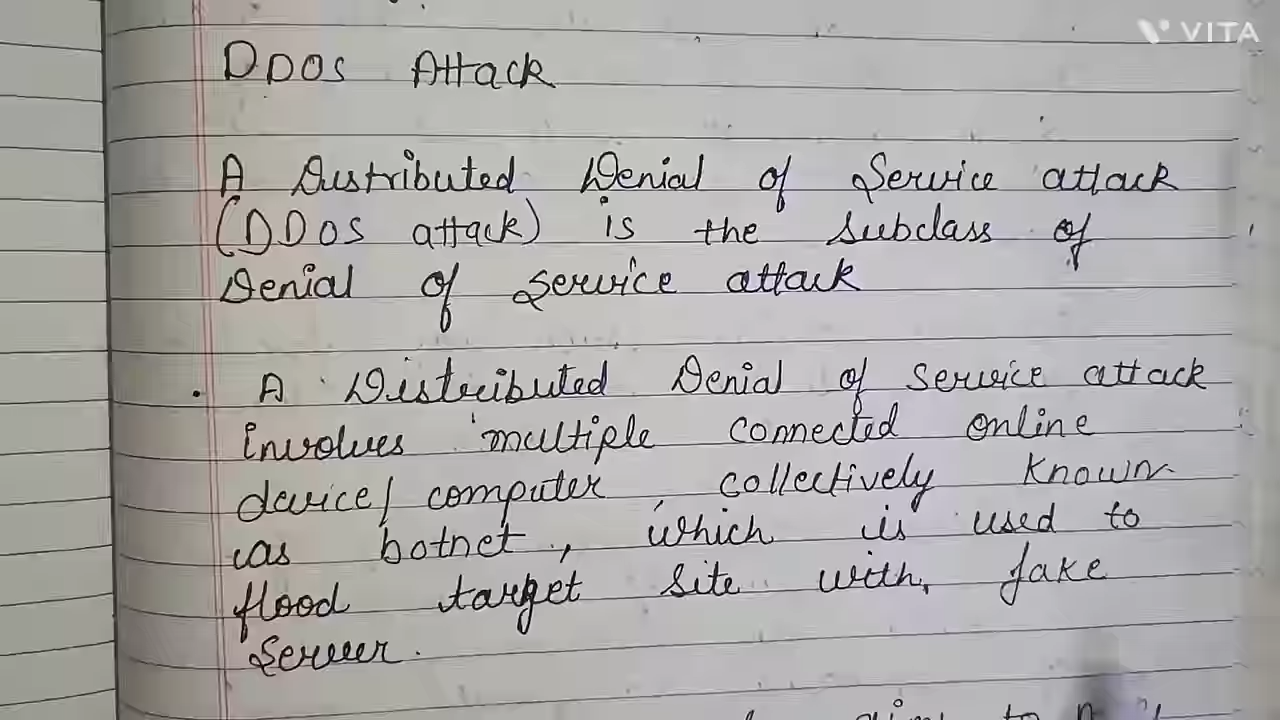 VITA
DDOS Attack
A Distributed Denial of Service attack
(DDOS attack) is the subclass of
Denial of service attack
. A Distributed Denial of service attack
involves multiple connected online
device/ computer, collectively known
as botnet, which is used to
flood target site with, fake
Server.
to